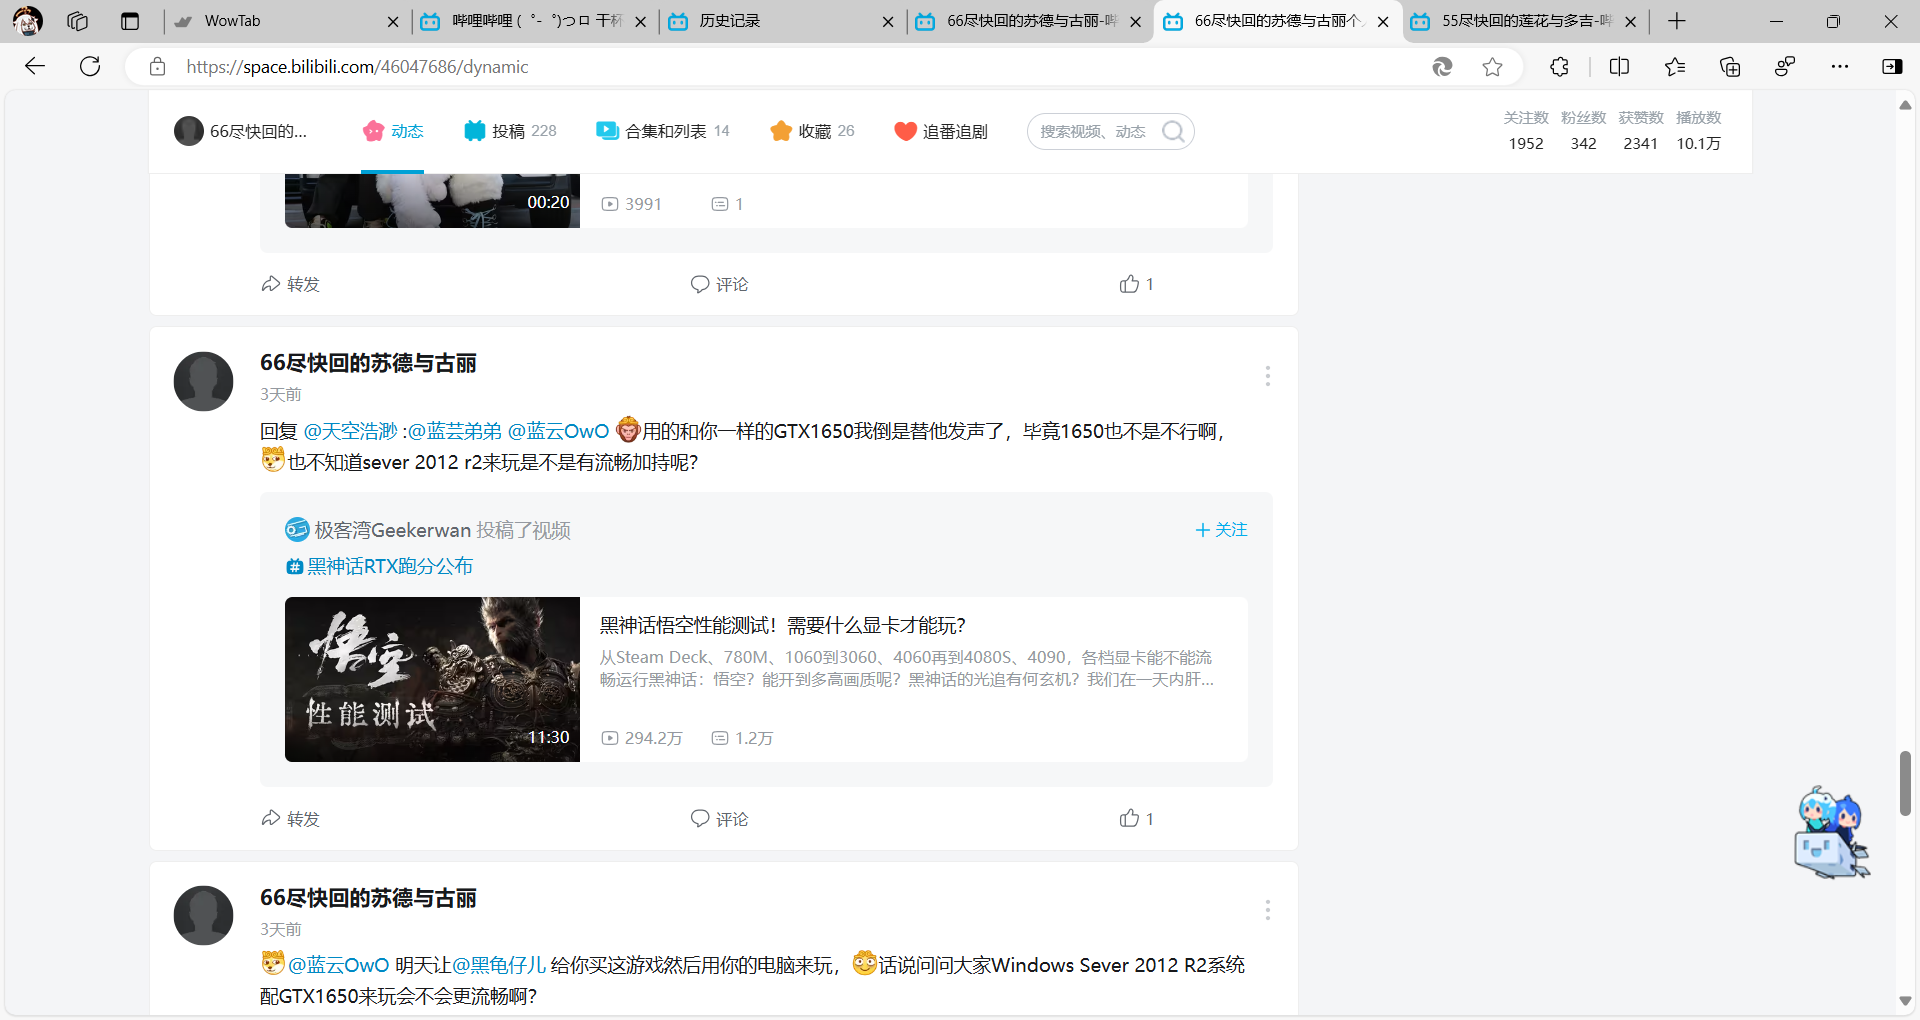 WowTab
哔哩哔哩 (゜-゜)つロ 干杯
历史记录
66尽快回的苏德与古丽-哔
66尽快回的苏德与古丽个人
55尽快回的莲花与多吉-哔
https://space.bilibili.com/46047686/dynamic
66尽快回的...
动态
投稿 228
合集和列表 14
收藏 26
追番追剧
搜索视频、动态
关注数 粉丝数 获赞数 播放数
1952 342 2341 10.1万
00:20
3991 1
转发 评论 1
66尽快回的苏德与古丽
3天前
回复 @天空浩渺 :@蓝芸弟弟 @蓝云OwO 用的和你一样的GTX1650我倒是替他发声了，毕竟1650也不是不行啊，
也不知道sever 2012 r2来玩是不是有流畅加持呢？
极客湾Geekerwan 投稿了视频
+ 关注
黑神话RTX跑分公布
悟空
性能测试
11:30
黑神话悟空性能测试！需要什么显卡才能玩？
从Steam Deck、780M、1060到3060、4060再到4080S、4090，各档显卡能不能流
畅运行黑神话：悟空？能开到多高画质呢？黑神话的光追有何玄机？我们在一天内肝...
294.2万 1.2万
转发 评论 1
66尽快回的苏德与古丽
3天前
@蓝云OwO 明天让@黑龟仔儿 给你买这游戏然后用你的电脑来玩，话说问问大家Windows Sever 2012 R2系统
配GTX1650来玩会不会更流畅啊？